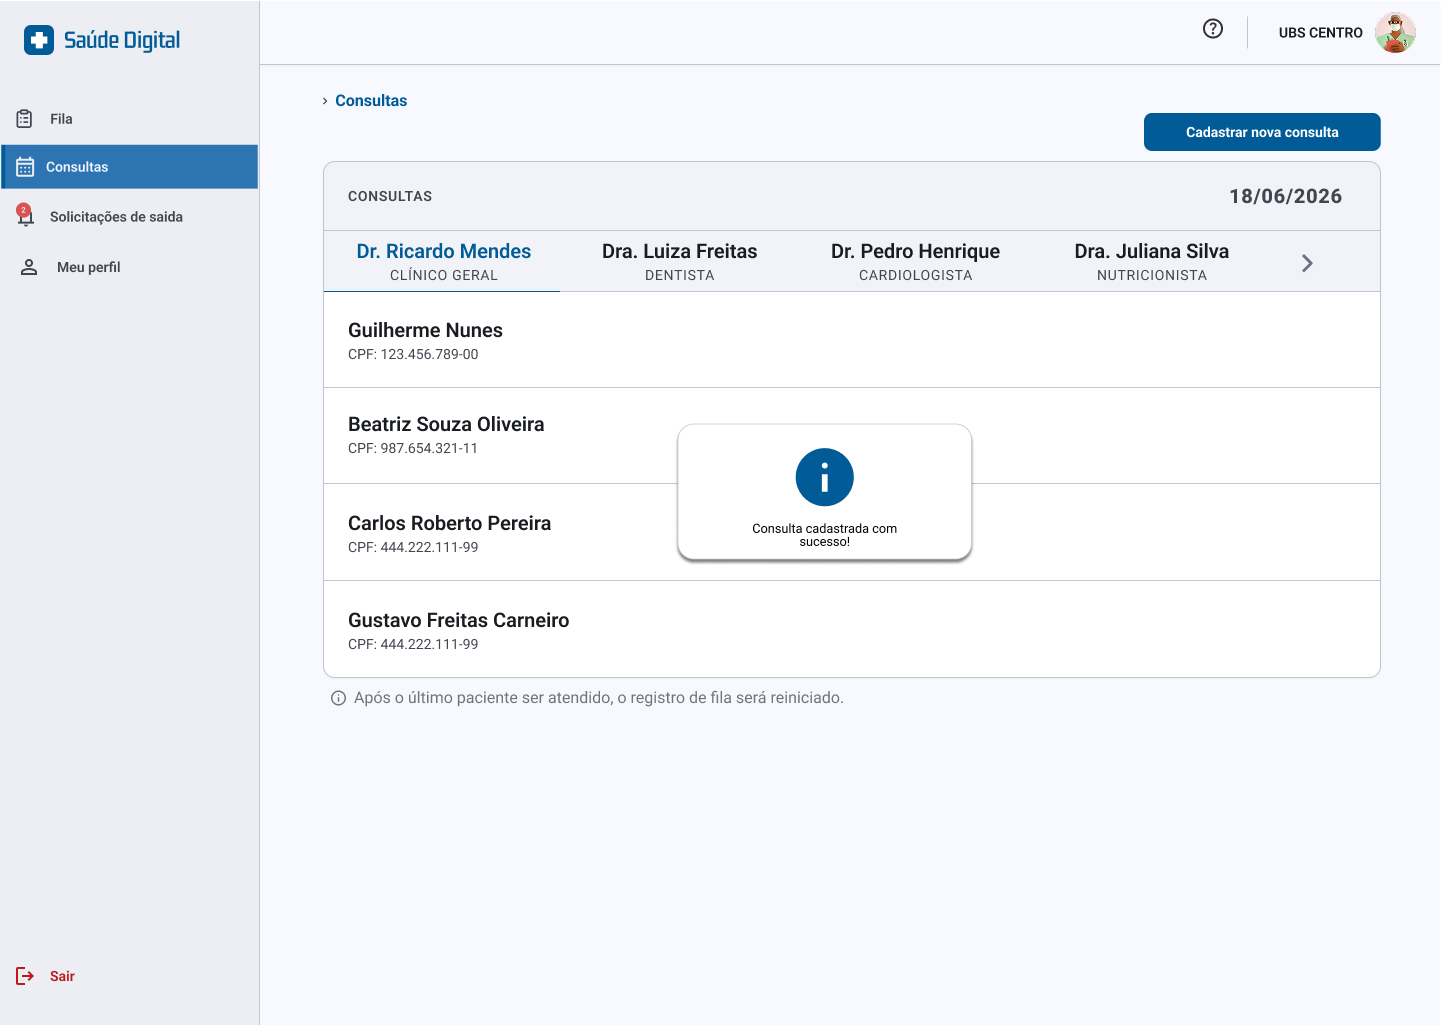 Saúde Digital
UBS CENTRO
Fila
Consultas
2
Solicitações de saida
Meu perfil
Sair
Consultas
Cadastrar nova consulta
CONSULTAS
18/06/2026
Dr. Ricardo Mendes
CLÍNICO GERAL
Dra. Luiza Freitas
DENTISTA
Dr. Pedro Henrique
CARDIOLOGISTA
Dra. Juliana Silva
NUTRICIONISTA
Guilherme Nunes
CPF: 123.456.789-00
Beatriz Souza Oliveira
CPF: 987.654.321-11
Carlos Roberto Pereira
CPF: 444.222.111-99
Gustavo Freitas Carneiro
CPF: 444.222.111-99
Consulta cadastrada com
sucesso!
Após o último paciente ser atendido, o registro de fila será reiniciado.